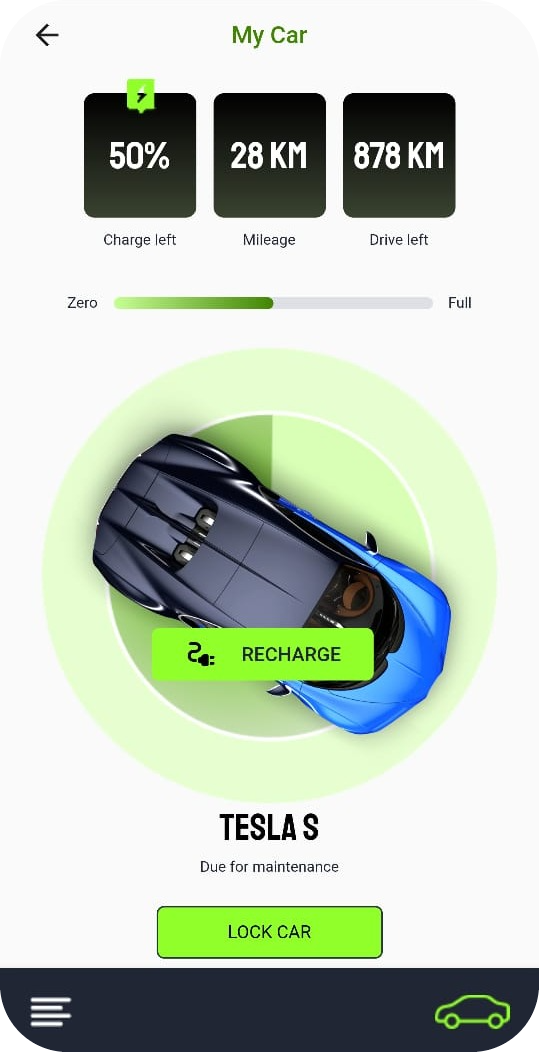 My Car
50% 28 KM 878 KM
Charge left Mileage Drive left
Zero Full
RECHARGE
TESLA S
Due for maintenance
LOCK CAR